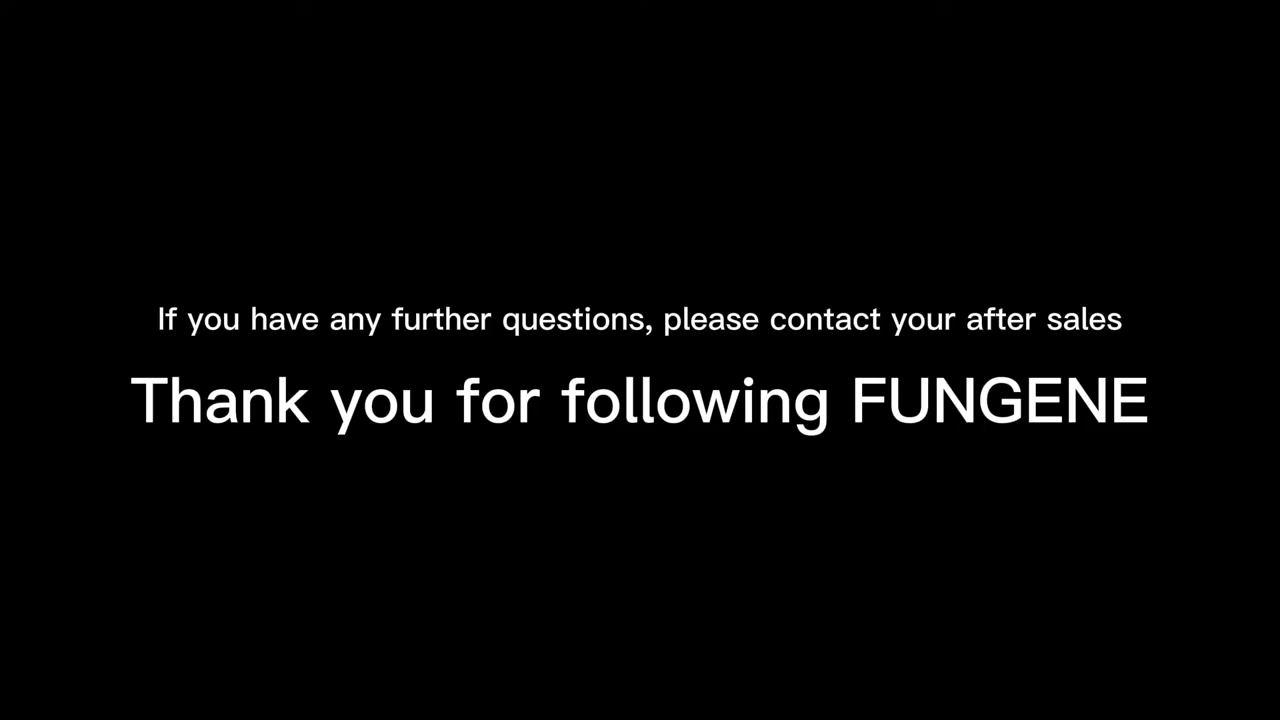 If you have any further questions, please contact your after sales
Thank you for following FUNGENE